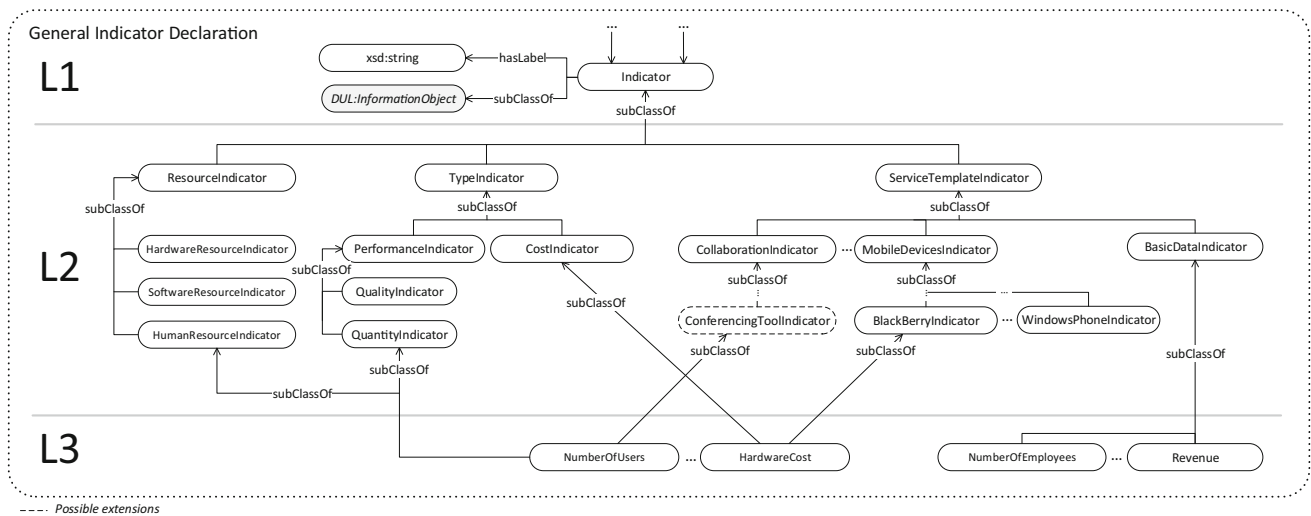 General Indicator Declaration
... ...
L1
xsd:string
hasLabel
Indicator
DUL:InformationObject
subClassOf
subClassOf
L2
ResourceIndicator
TypeIndicator
ServiceTemplateIndicator
subClassOf
subClassOf
subClassOf
HardwareResourceIndicator
PerformanceIndicator
CostIndicator
CollaborationIndicator
...
MobileDevicesIndicator
BasicDataIndicator
subClassOf
subClassOf
subClassOf
SoftwareResourceIndicator
QualityIndicator
subClassOf
...
HumanResourceIndicator
QuantityIndicator
ConferencingToolIndicator
BlackBerryIndicator
...
WindowsPhoneIndicator
subClassOf
subClassOf
subClassOf
subClassOf
subClassOf
L3
NumberOfUsers
...
HardwareCost
NumberOfEmployees
...
Revenue
Possible extensions